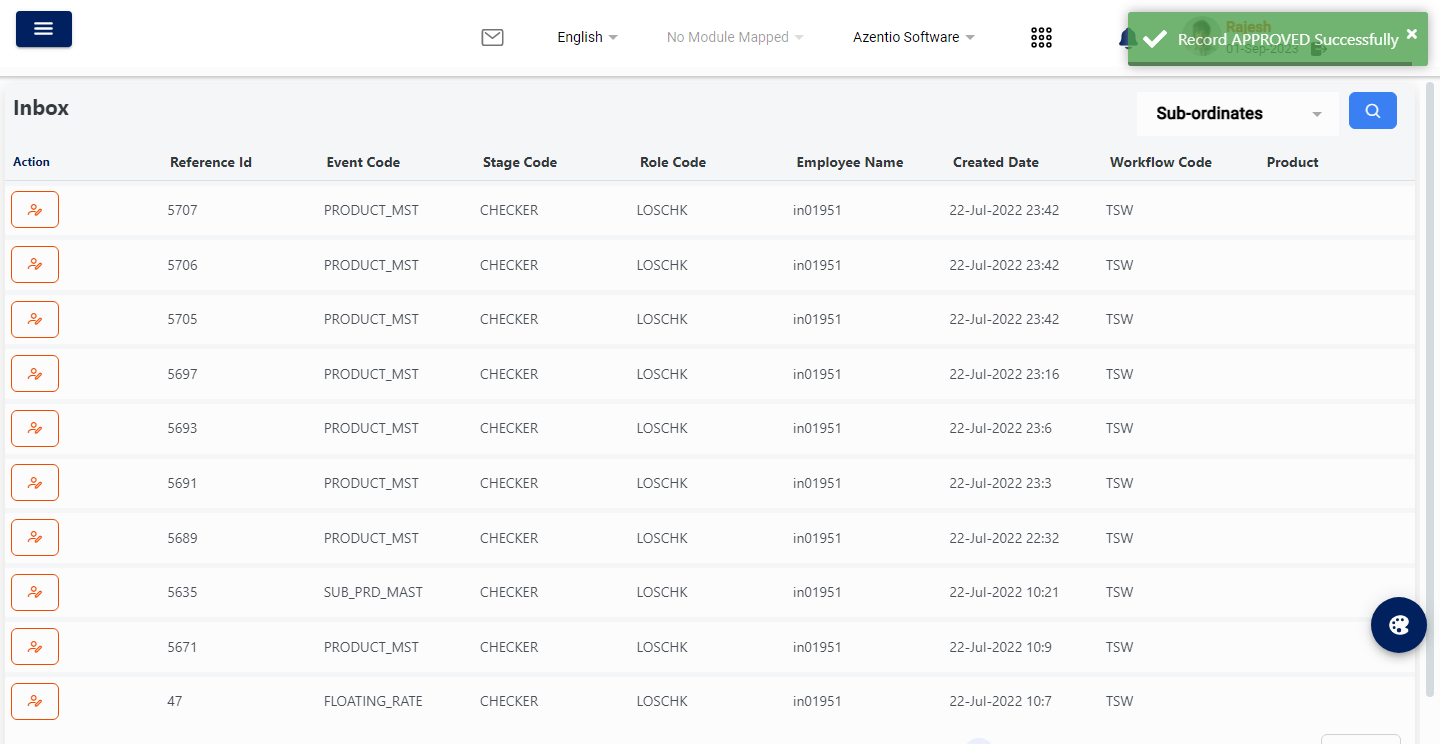 English No Module Mapped Azentio Software Rajesh
01-Sep-2023
Record APPROVED Successfully
Inbox
Sub-ordinates
Action Reference Id Event Code Stage Code Role Code Employee Name Created Date Workflow Code Product
5707 PRODUCT_MST CHECKER LOSCHK in01951 22-Jul-2022 23:42 TSW
5706 PRODUCT_MST CHECKER LOSCHK in01951 22-Jul-2022 23:42 TSW
5705 PRODUCT_MST CHECKER LOSCHK in01951 22-Jul-2022 23:42 TSW
5697 PRODUCT_MST CHECKER LOSCHK in01951 22-Jul-2022 23:16 TSW
5693 PRODUCT_MST CHECKER LOSCHK in01951 22-Jul-2022 23:6 TSW
5691 PRODUCT_MST CHECKER LOSCHK in01951 22-Jul-2022 23:3 TSW
5689 PRODUCT_MST CHECKER LOSCHK in01951 22-Jul-2022 22:32 TSW
5635 SUB_PRD_MAST CHECKER LOSCHK in01951 22-Jul-2022 10:21 TSW
5671 PRODUCT_MST CHECKER LOSCHK in01951 22-Jul-2022 10:9 TSW
47 FLOATING_RATE CHECKER LOSCHK in01951 22-Jul-2022 10:7 TSW